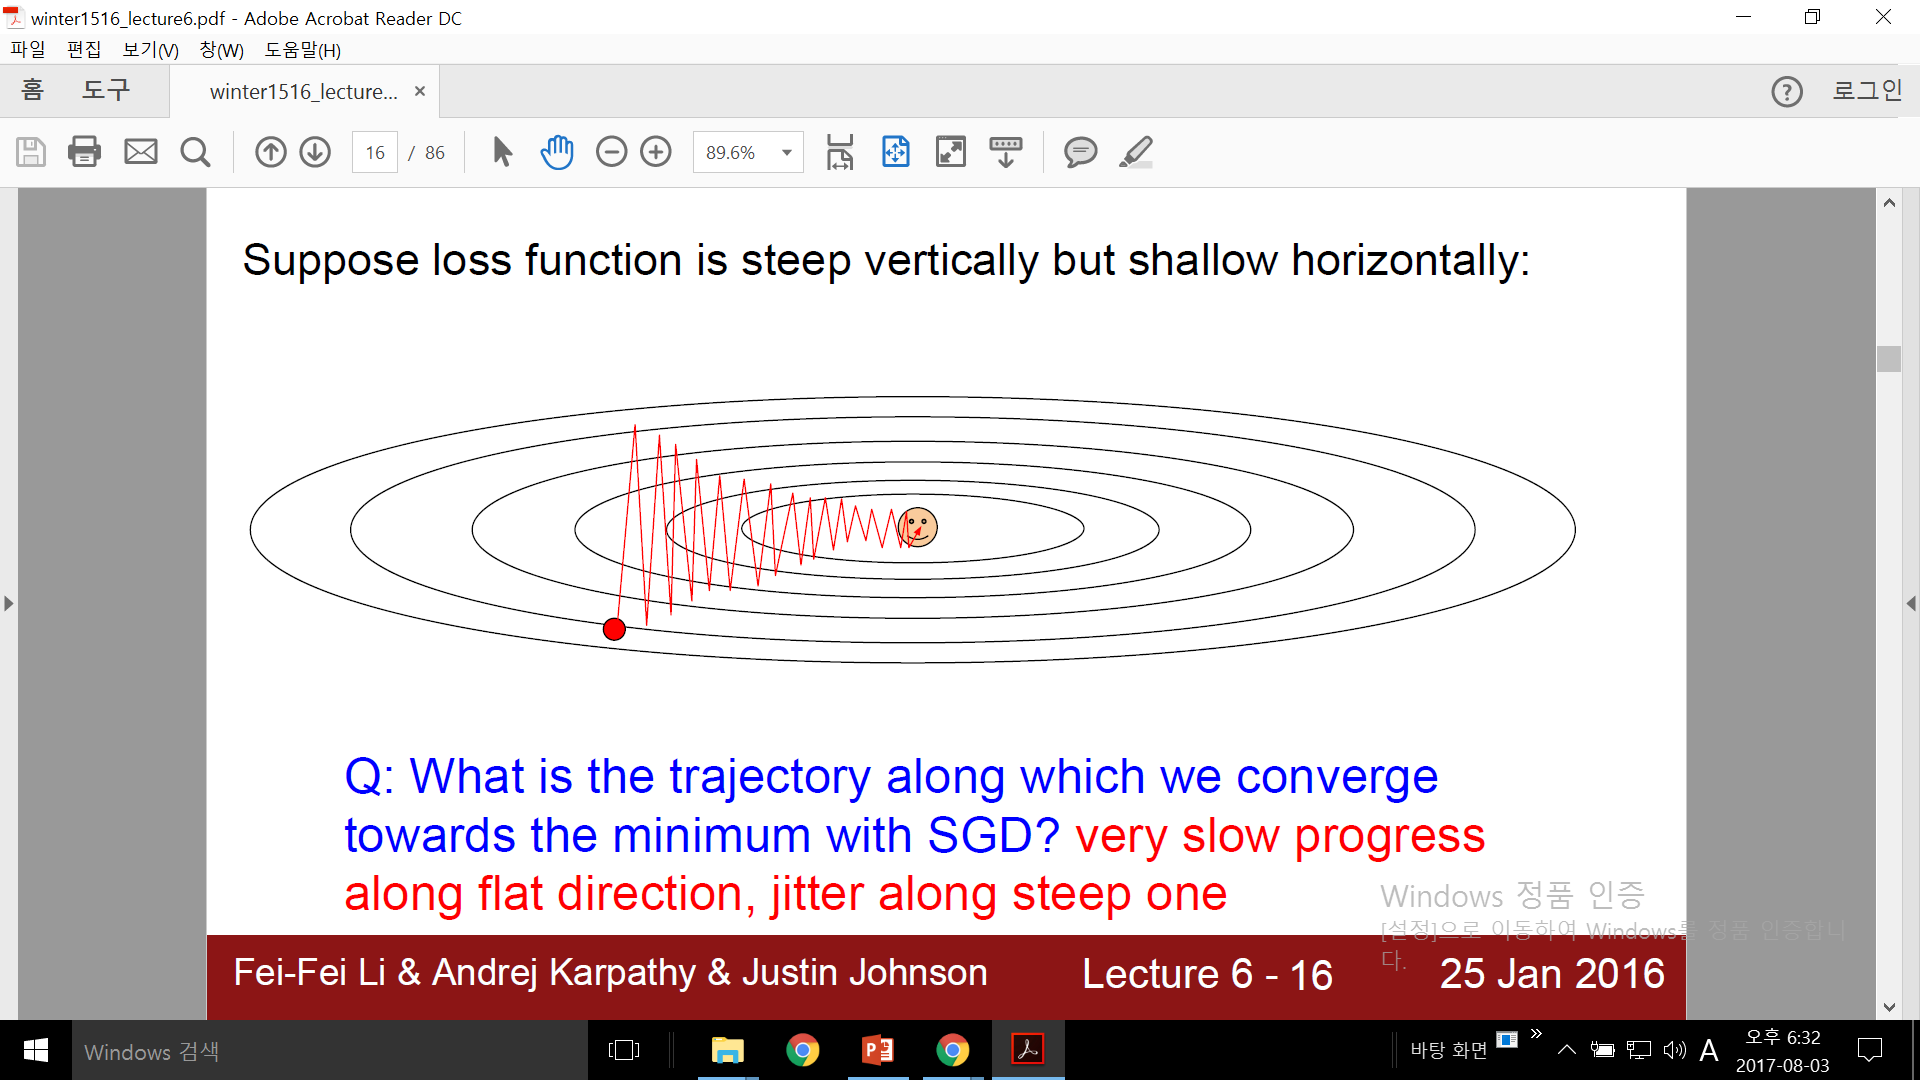 winter1516_lecture6.pdf - Adobe Acrobat Reader DC
파일 편집 보기(V) 창(W) 도움말(H)
홈 도구 winter1516_lecture... × ? 로그인
16 / 86 89.6%
Suppose loss function is steep vertically but shallow horizontally:
Q: What is the trajectory along which we converge
towards the minimum with SGD? very slow progress
along flat direction, jitter along steep one
Windows 정품 인증
[설정]으로 이동하여 Windows를 정품 인증합니
다.
Fei-Fei Li & Andrej Karpathy & Justin Johnson Lecture 6 - 16 25 Jan 2016
Windows 검색 바탕 화면 » A 오후 6:32
2017-08-03